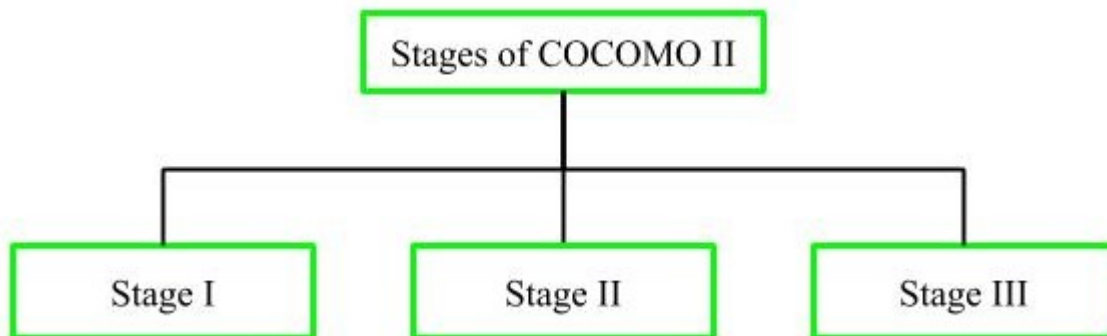 Stages of COCOMO II
Stage I
Stage II
Stage III